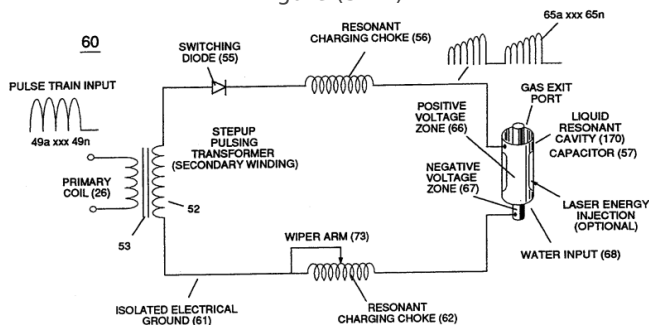 60
PULSE TRAIN INPUT
49a xxx 49n
SWITCHING
DIODE (55)
RESONANT
CHARGING CHOKE (56)
65a xxx 65n
GAS EXIT
PORT
POSITIVE
VOLTAGE
ZONE (66)
LIQUID
RESONANT
CAVITY (170)
CAPACITOR (57)
STEPUP
PULSING
TRANSFORMER
(SECONDARY WINDING)
NEGATIVE
VOLTAGE
ZONE (67)
PRIMARY
COIL (26)
52
53
LASER ENERGY
INJECTION
(OPTIONAL)
WIPER ARM (73)
WATER INPUT (68)
ISOLATED ELECTRICAL
GROUND (61)
RESONANT
CHARGING CHOKE (62)